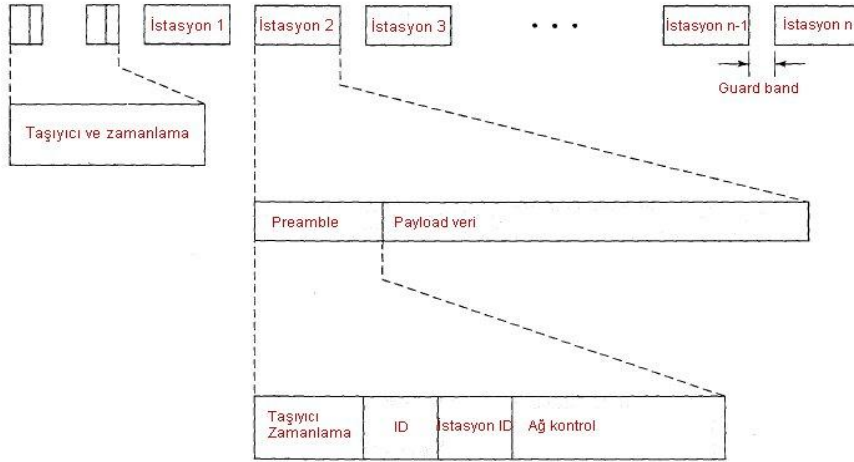 İstasyon 1
İstasyon 2
İstasyon 3
İstasyon n-1
İstasyon n
Guard band
Taşıyıcı ve zamanlama
Preamble
Payload veri
Taşıyıcı
Zamanlama
ID
İstasyon ID
Ağ kontrol